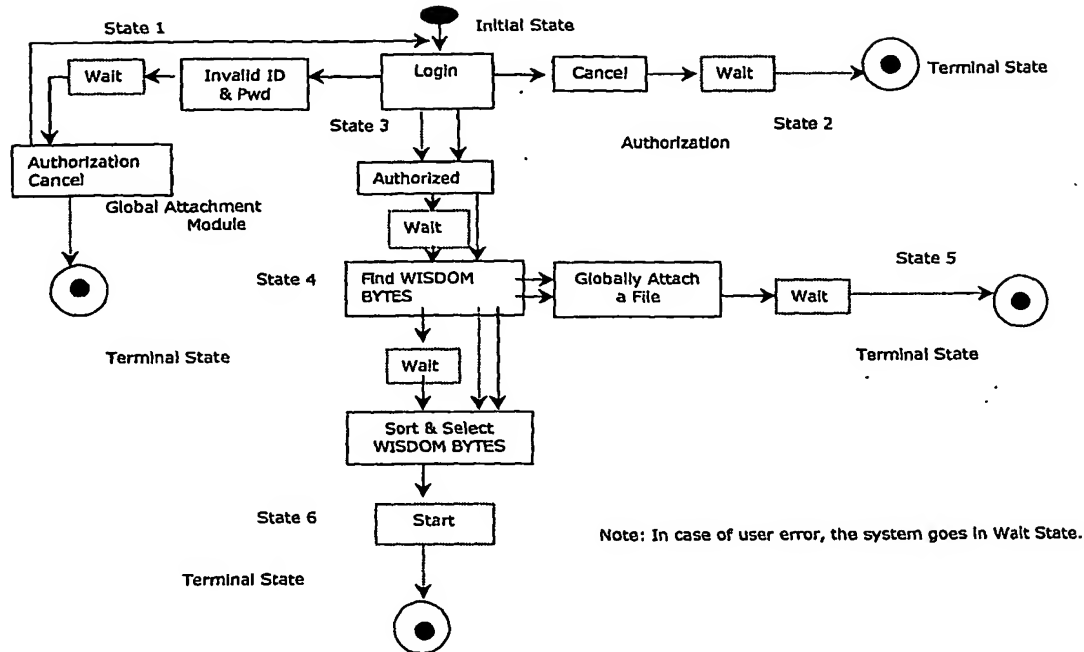 State 1
Initial State
Wait
Invalid ID
& Pwd
Login
Cancel
Wait
Terminal State
State 3
State 2
Authorization
Authorization
Cancel
Authorized
Global Attachment
Module
Wait
State 4
Find WISDOM
BYTES
Globally Attach
a File
Wait
State 5
Terminal State
Wait
Terminal State
Sort & Select
WISDOM BYTES
State 6
Start
Note: In case of user error, the system goes in Wait State.
Terminal State